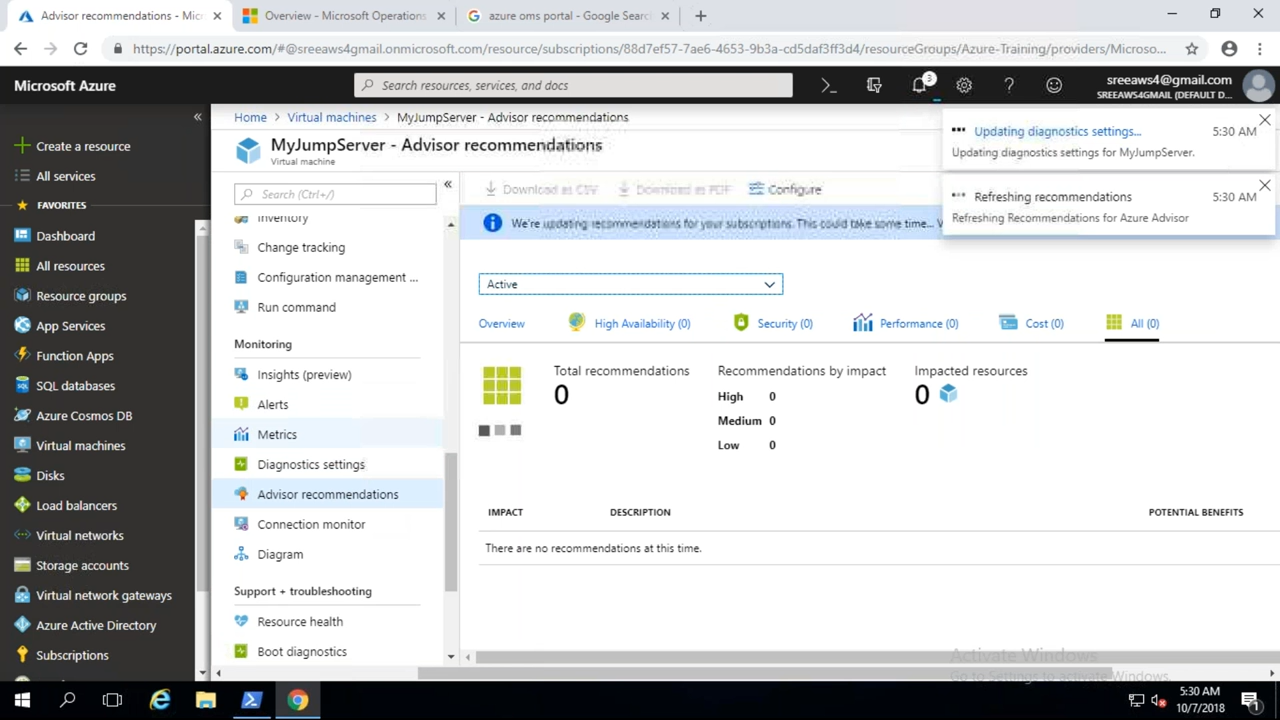 Advisor recommendations - Micr
Overview - Microsoft Operations
azure oms portal - Google Search
https://portal.azure.com/#@sreeaws4gmail.onmicrosoft.com/resource/subscriptions/88d7ef57-7ae6-4653-9b3a-cd5daf3ff3d4/resourceGroups/Azure-Training/providers/Microso...
Microsoft Azure
Search resources, services, and docs
3
sreeaws4@gmail.com
SREEAWS4GMAIL (DEFAULT D...
Create a resource
All services
FAVORITES
Dashboard
All resources
Resource groups
App Services
Function Apps
SQL databases
Azure Cosmos DB
Virtual machines
Disks
Load balancers
Virtual networks
Storage accounts
Virtual network gateways
Azure Active Directory
Subscriptions
Home > Virtual machines > MyJumpServer - Advisor recommendations
MyJumpServer - Advisor recommendations
Virtual machine
Search (Ctrl+/)
Inventory
Change tracking
Configuration management ...
Run command
Monitoring
Insights (preview)
Alerts
Metrics
Diagnostics settings
Advisor recommendations
Connection monitor
Diagram
Support + troubleshooting
Resource health
Boot diagnostics
Download as CSV
Download as PDF
Configure
We're updating recommendations for your subscriptions. This could take some time... V
Updating diagnostics settings...
5:30 AM
Updating diagnostics settings for MyJumpServer.
Refreshing recommendations
5:30 AM
Refreshing Recommendations for Azure Advisor
Active
Overview
High Availability (0)
Security (0)
Performance (0)
Cost (0)
All (0)
Total recommendations
0
Recommendations by impact
High 0
Medium 0
Low 0
Impacted resources
0
IMPACT
DESCRIPTION
POTENTIAL BENEFITS
There are no recommendations at this time.
Activate Windows
Go to Settings to activate Windows.
5:30 AM
10/7/2018
1